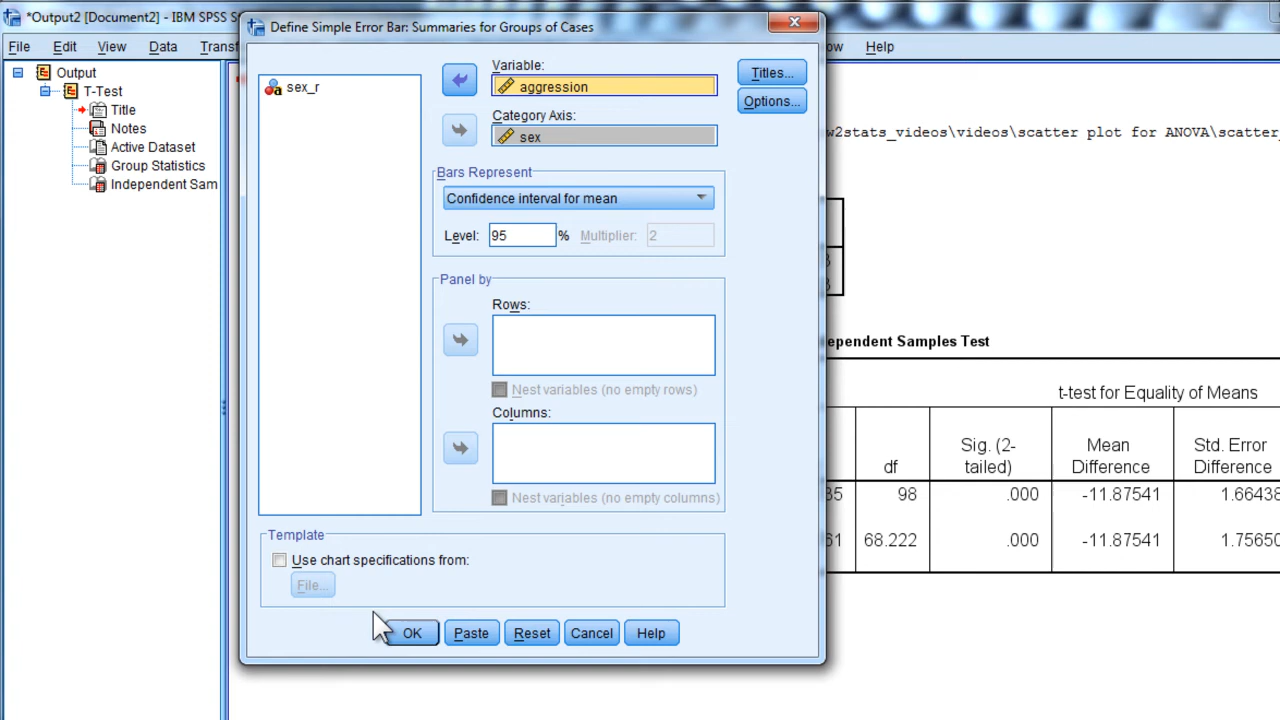 *Output2 [Document2] - IBM SPSS S
File Edit View Data Transf
ow Help
Output
T-Test
Title
Notes
Active Dataset
Group Statistics
Independent Sam
Define Simple Error Bar: Summaries for Groups of Cases
sex_r
Variable:
aggression
Category Axis:
sex
Titles...
Options...
Bars Represent
Confidence interval for mean
Level: 95 % Multiplier: 2
Panel by
Rows:
Nest variables (no empty rows)
Columns:
Nest variables (no empty columns)
Template
Use chart specifications from:
File...
OK Paste Reset Cancel Help
w2stats_videos\videos\scatter plot for ANOVA\scatter_
ependent Samples Test
t-test for Equality of Means
df Sig. (2-tailed) Mean Difference Std. Error Difference
35 98 .000 -11.87541 1.66438
61 68.222 .000 -11.87541 1.75650